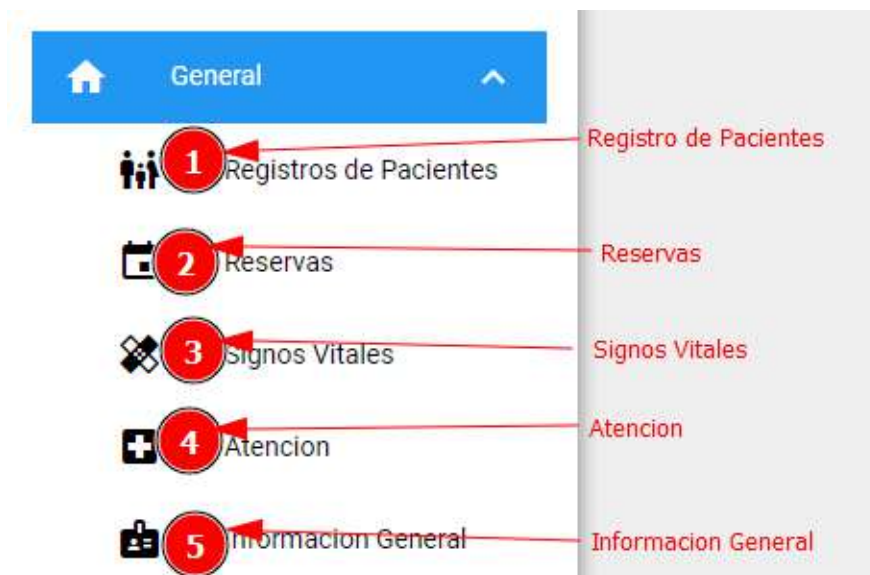 General
1 Registros de Pacientes
Registro de Pacientes
2 Reservas
Reservas
3 Signos Vitales
Signos Vitales
4 Atencion
Atencion
5 Informacion General
Informacion General